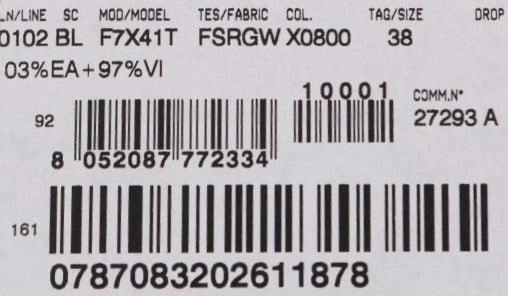 LN/LINE SC MOD/MODEL TES/FABRIC COL. TAG/SIZE DROP
0102 BL F7X41T FSRGW X0800 38
03%EA+97%VI
10001 COMM.N°
92 27293 A
8 052087 772334
161
0787083202611878